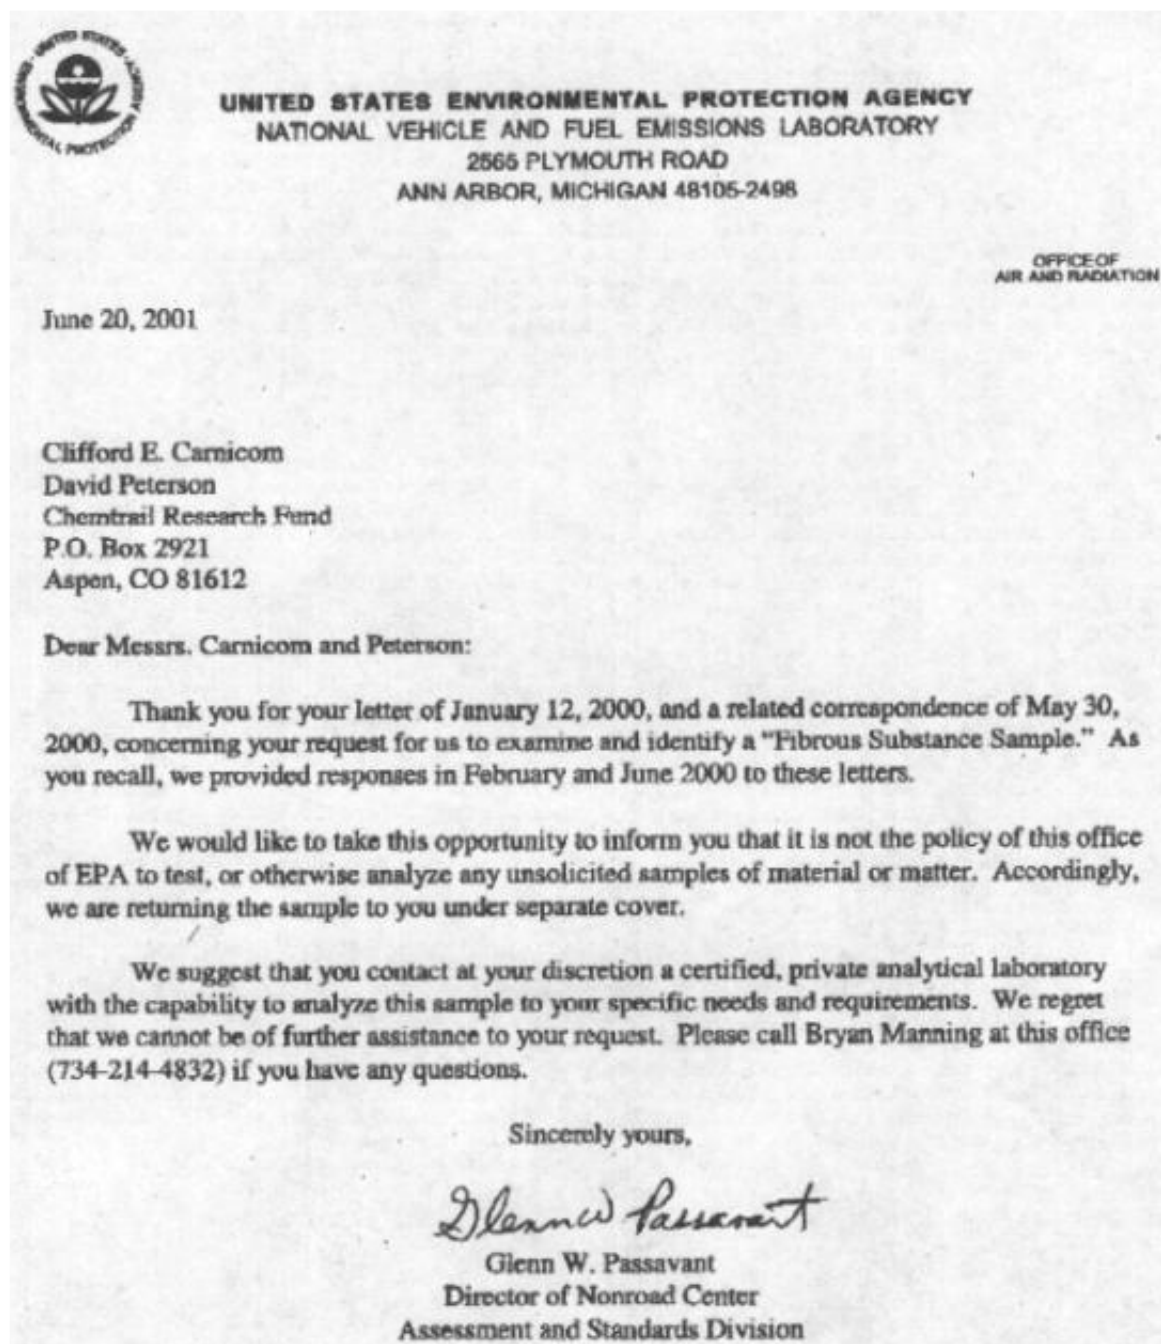 UNITED STATES ENVIRONMENTAL PROTECTION AGENCY
NATIONAL VEHICLE AND FUEL EMISSIONS LABORATORY
2565 PLYMOUTH ROAD
ANN ARBOR, MICHIGAN 48105-2498
OFFICE OF
AIR AND RADIATION
June 20, 2001
Clifford E. Carnicom
David Peterson
Chemtrail Research Fund
P.O. Box 2921
Aspen, CO 81612
Dear Messrs. Carnicom and Peterson:
Thank you for your letter of January 12, 2000, and a related correspondence of May 30,
2000, concerning your request for us to examine and identify a “Fibrous Substance Sample.” As
you recall, we provided responses in February and June 2000 to these letters.
We would like to take this opportunity to inform you that it is not the policy of this office
of EPA to test, or otherwise analyze any unsolicited samples of material or matter. Accordingly,
we are returning the sample to you under separate cover.
We suggest that you contact at your discretion a certified, private analytical laboratory
with the capability to analyze this sample to your specific needs and requirements. We regret
that we cannot be of further assistance to your request. Please call Bryan Manning at this office
(734-214-4832) if you have any questions.
Sincerely yours,
Glenn W Passavant
Glenn W. Passavant
Director of Nonroad Center
Assessment and Standards Division